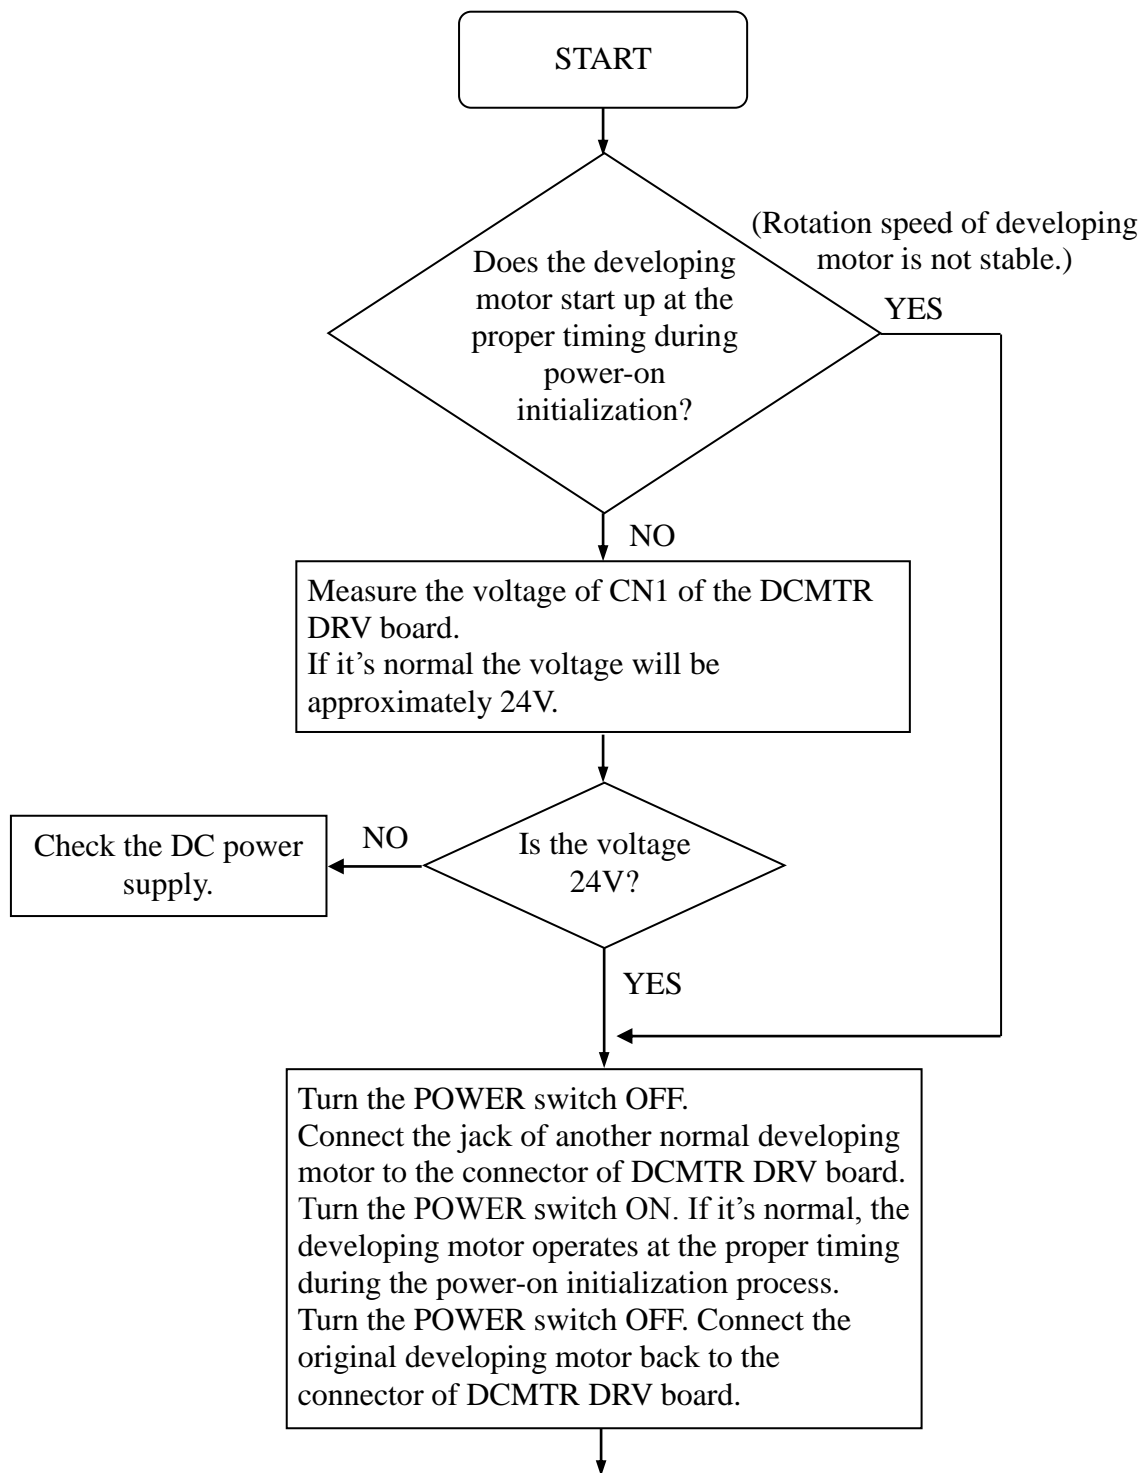 START
Does the developing
motor start up at the
proper timing during
power-on
initialization?
(Rotation speed of developing
motor is not stable.)
YES
NO
Measure the voltage of CN1 of the DCMTR
DRV board.
If it’s normal the voltage will be
approximately 24V.
Is the voltage
24V?
NO
Check the DC power
supply.
YES
Turn the POWER switch OFF.
Connect the jack of another normal developing
motor to the connector of DCMTR DRV board.
Turn the POWER switch ON. If it’s normal, the
developing motor operates at the proper timing
during the power-on initialization process.
Turn the POWER switch OFF. Connect the
original developing motor back to the
connector of DCMTR DRV board.